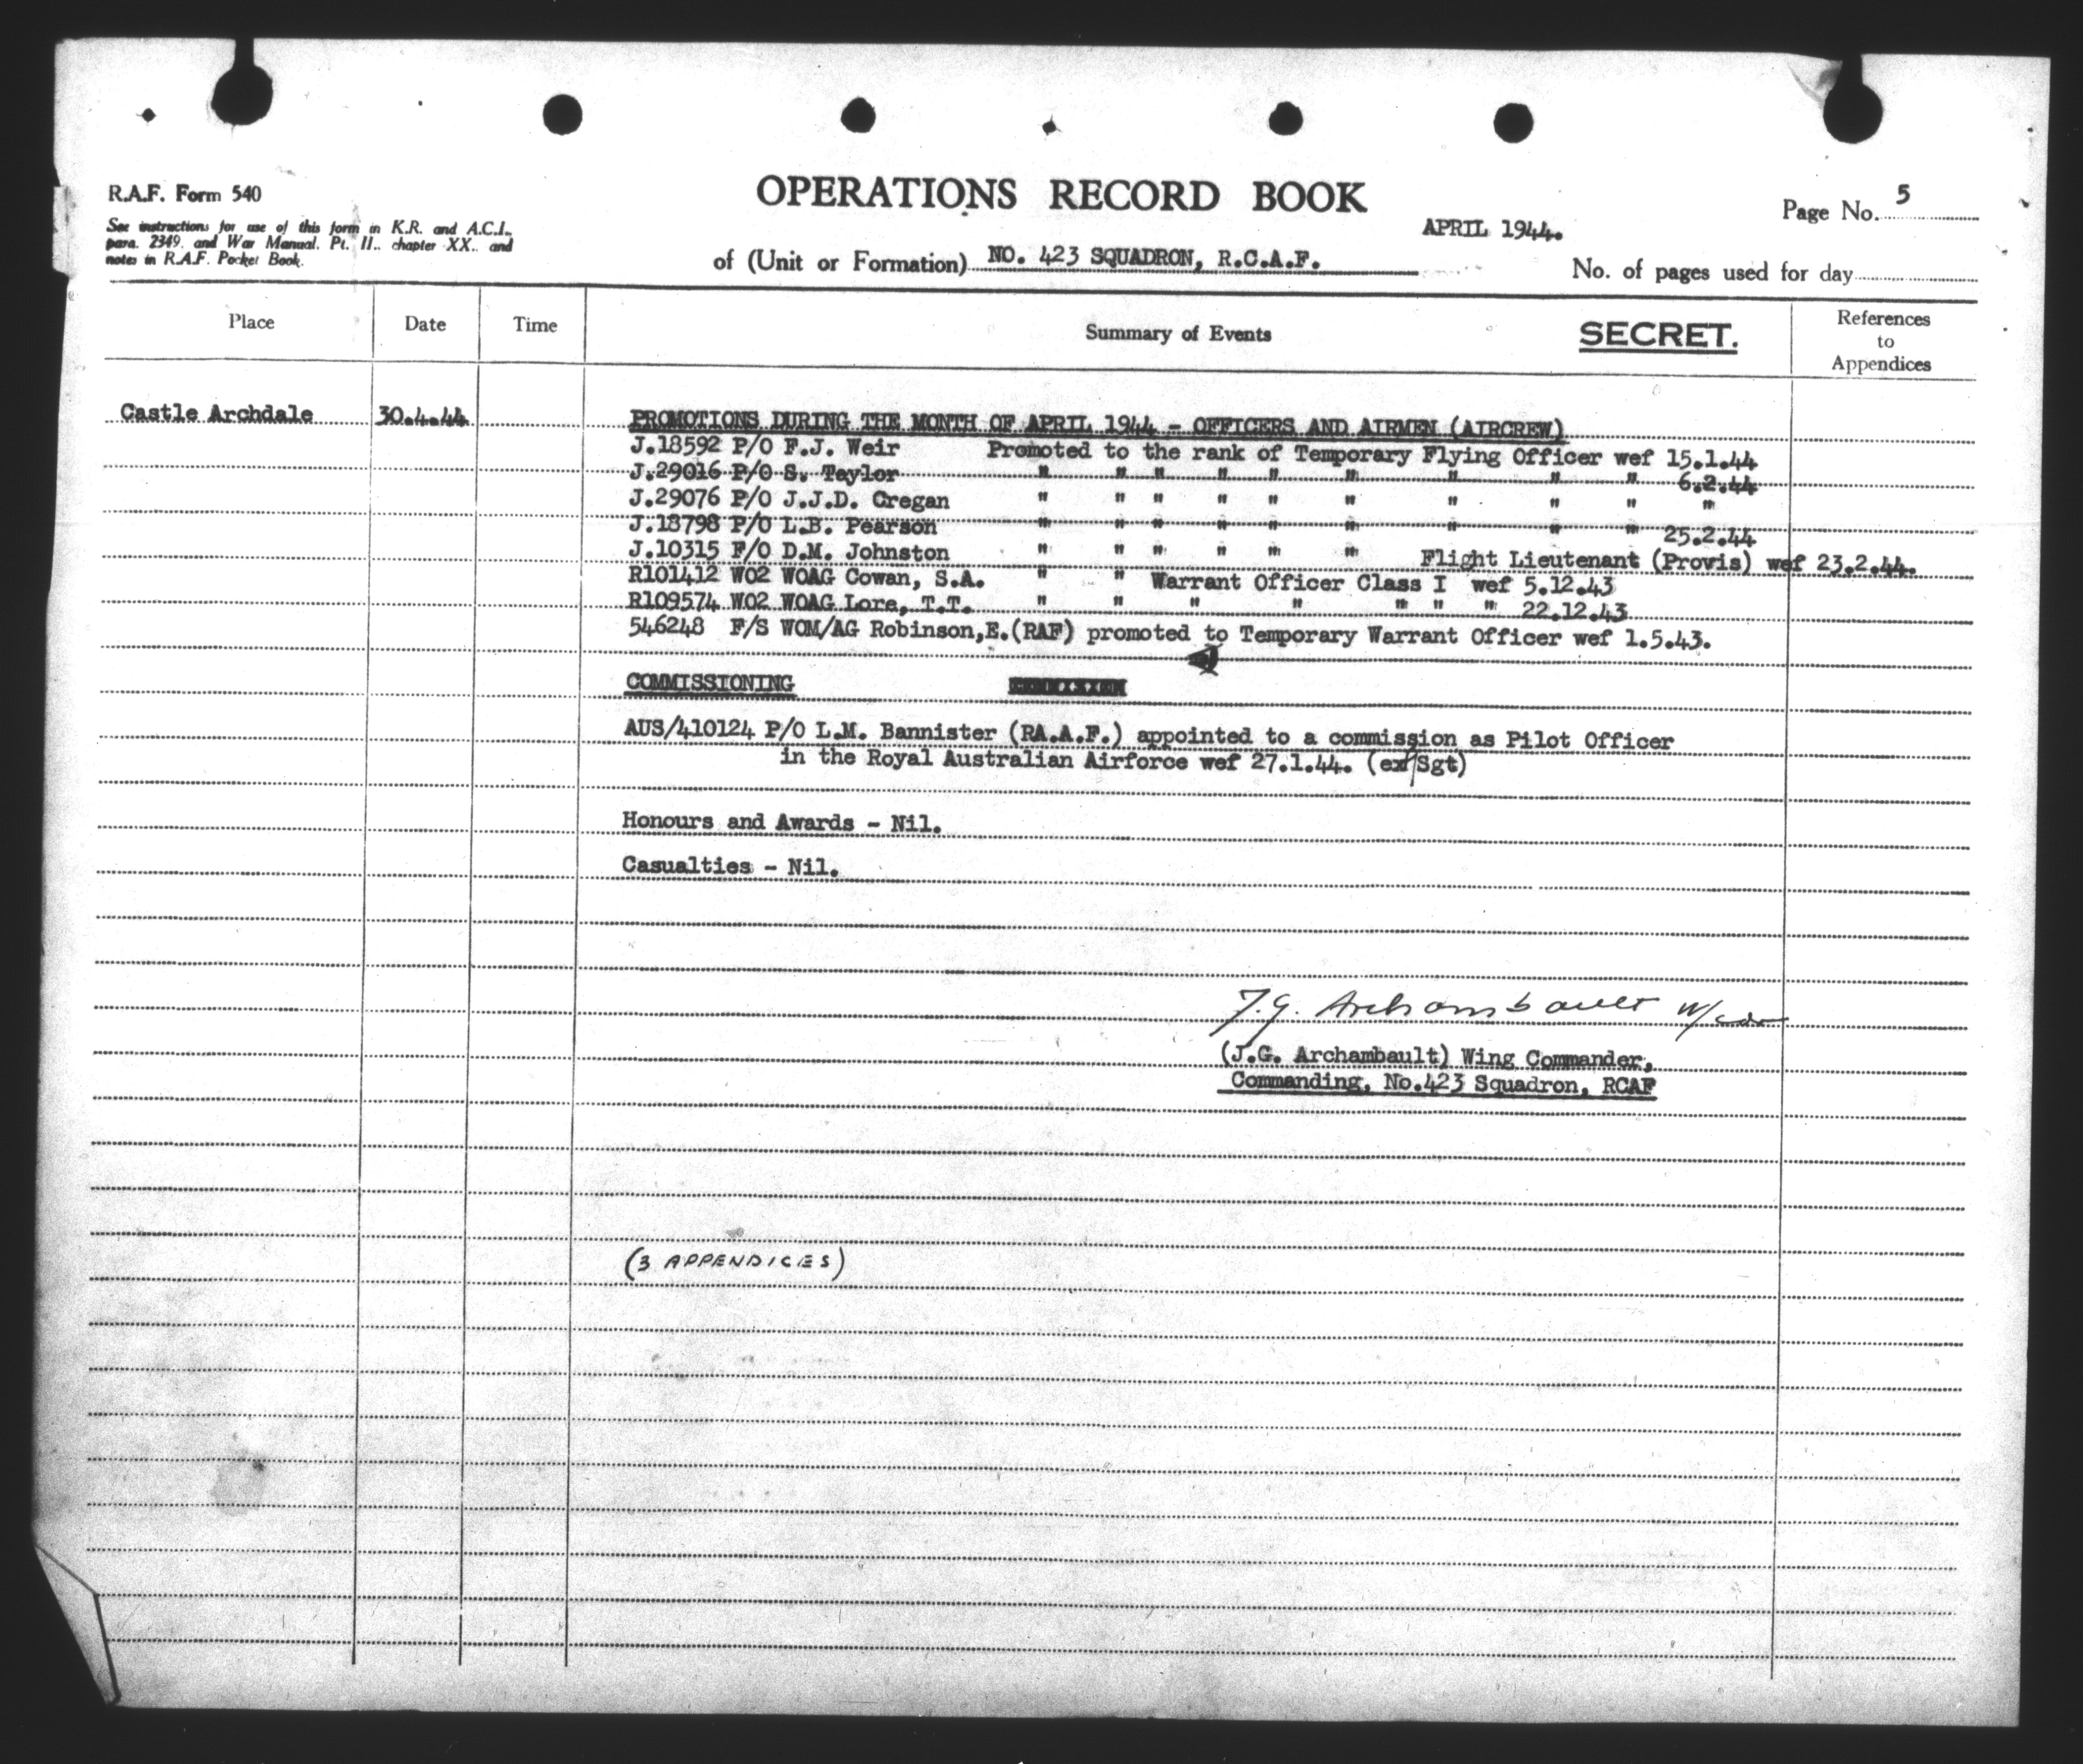 R.A.F. Form 540
See instructions for use of this form in K.R. and A.C.I.,
para. 2349, and War Manual, Pt. II., chapter XX., and
notes in R.A.F. Pocket Book.
OPERATIONS RECORD BOOK
APRIL 1944.
Page No. 5
of (Unit or Formation) NO. 423 SQUADRON, R.C.A.F.
No. of pages used for day
Place Date Time Summary of Events SECRET. References to Appendices
Castle Archdale 30.4.44 PROMOTIONS DURING THE MONTH OF APRIL 1944 - OFFICERS AND AIRMEN (AIRCREW)
J.18592 P/O F.J. Weir Promoted to the rank of Temporary Flying Officer wef 15.1.44
J.29016 P/O S. Taylor " " " " " " " " " 6.2.44
J.29076 P/O J.J.D. Cregan " " " " " " " " " "
J.18798 P/O L.B. Pearson " " " " " " " " " 25.2.44
J.10315 F/O D.M. Johnston " " " " " " Flight Lieutenant (Provis) wef 23.2.44.
R101412 WO2 WOAG Cowan, S.A. " " Warrant Officer Class I wef 5.12.43
R109574 WO2 WOAG Lore, T.T. " " " " " " " 22.12.43
546248 F/S WOM/AG Robinson,E.(RAF) promoted to Temporary Warrant Officer wef 1.5.43.
COMMISSIONING
AUS/410124 P/O L.M. Bannister (RA.A.F.) appointed to a commission as Pilot Officer
in the Royal Australian Airforce wef 27.1.44. (ex/Sgt)
Honours and Awards - Nil.
Casualties - Nil.
J.G. Archambault W/Cdr
(J.G. Archambault) Wing Commander,
Commanding, No.423 Squadron, RCAF
(3 APPENDICES)